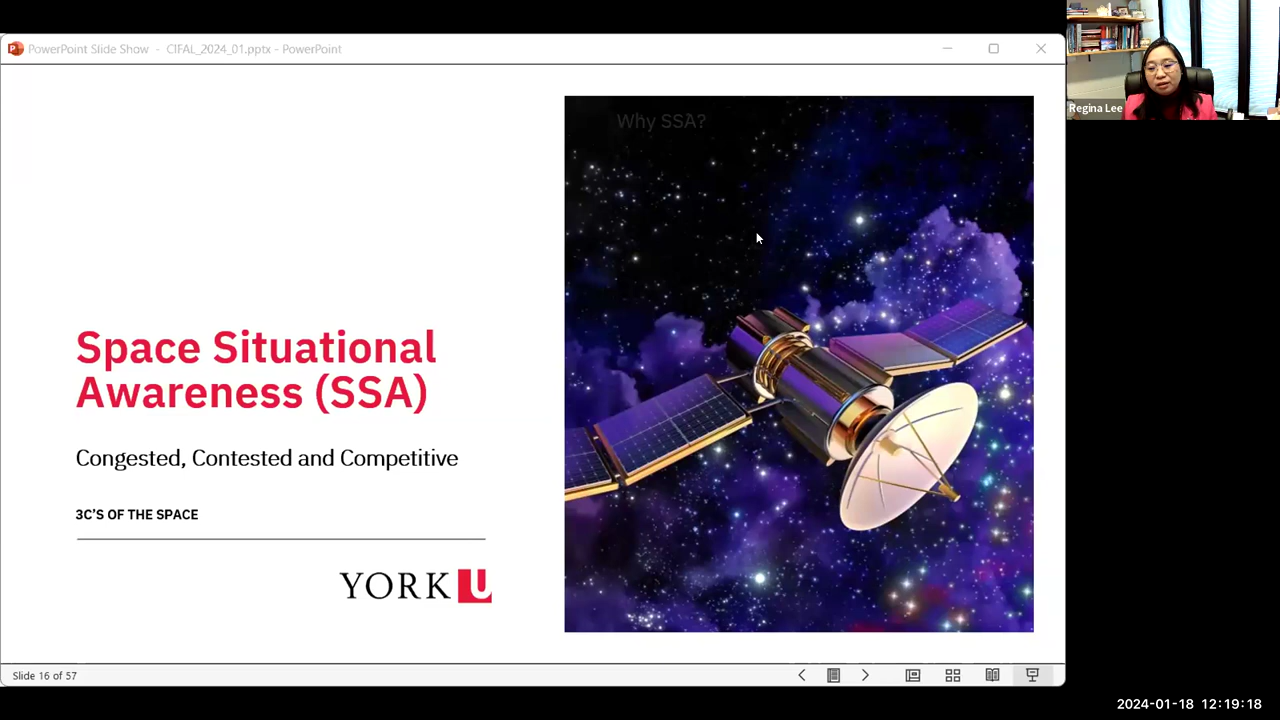 PowerPoint Slide Show - CIFAL_2024_01.pptx - PowerPoint
Regina Lee
Why SSA?
Space Situational
Awareness (SSA)
Congested, Contested and Competitive
3C'S OF THE SPACE
YORK U
Slide 16 of 57
2024-01-18 12:19:18